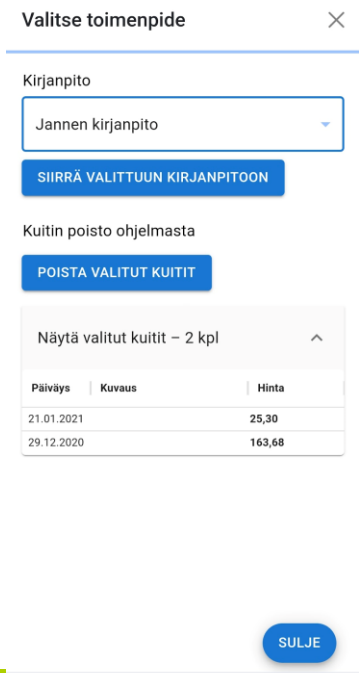 Valitse toimenpide
Kirjanpito
Jannen kirjanpito
SIIRRÄ VALITTUUN KIRJANPITOON
Kuitin poisto ohjelmasta
POISTA VALITUT KUITIT
Näytä valitut kuitit – 2 kpl
Päiväys Kuvaus Hinta
21.01.2021 25,30
29.12.2020 163,68
SULJE